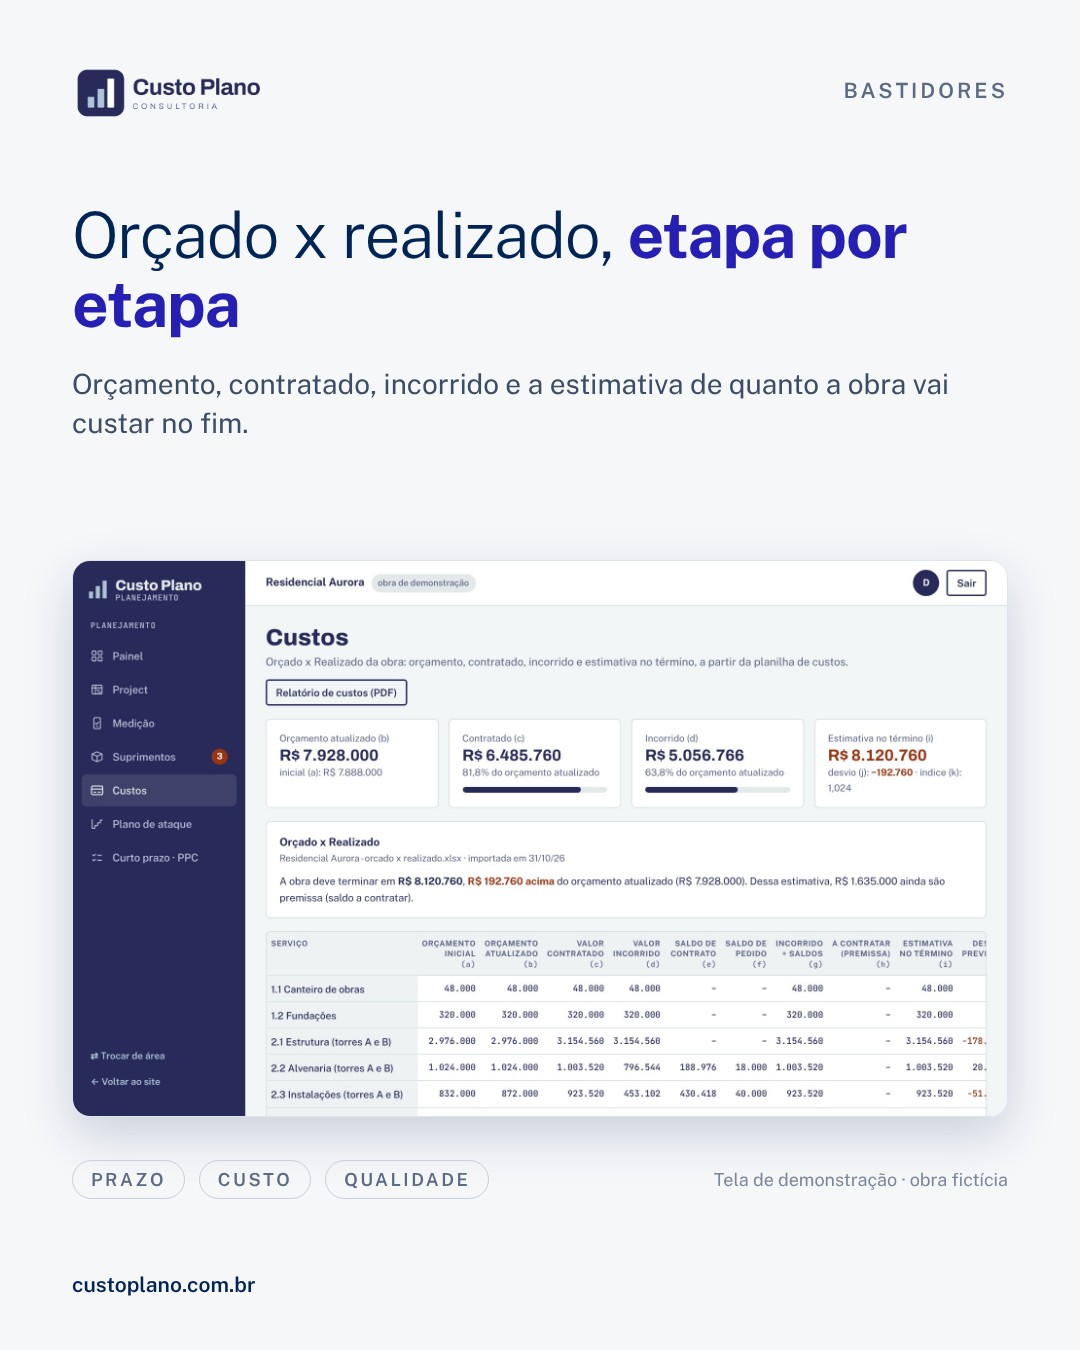 Custo Plano
CONSULTORIA
BASTIDORES
Orçado x realizado, etapa por
etapa
Orçamento, contratado, incorrido e a estimativa de quanto a obra vai
custar no fim.
Custo Plano
PLANEJAMENTO
PLANEJAMENTO
Painel
Project
Medição
Suprimentos 3
Custos
Plano de ataque
Curto prazo · PPC
⇄ Trocar de área
← Voltar ao site
Residencial Aurora obra de demonstração D Sair
Custos
Orçado x Realizado da obra: orçamento, contratado, incorrido e estimativa no término, a partir da planilha de custos.
Relatório de custos (PDF)
Orçamento atualizado (b)
R$ 7.928.000
inicial (a): R$ 7.888.000
Contratado (c)
R$ 6.485.760
81,8% do orçamento atualizado
Incorrido (d)
R$ 5.056.766
63,8% do orçamento atualizado
Estimativa no término (i)
R$ 8.120.760
desvio (j): −192.760 · índice (k):
1,024
Orçado x Realizado
Residencial Aurora - orcado x realizado.xlsx · importada em 31/10/26
A obra deve terminar em R$ 8.120.760, R$ 192.760 acima do orçamento atualizado (R$ 7.928.000). Dessa estimativa, R$ 1.635.000 ainda são
premissa (saldo a contratar).
SERVIÇO ORÇAMENTO ORÇAMENTO VALOR VALOR SALDO DE SALDO DE INCORRIDO A CONTRATAR ESTIMATIVA DES
INICIAL ATUALIZADO CONTRATADO INCORRIDO CONTRATO PEDIDO + SALDOS (PREMISSA) NO TÉRMINO PREVI
(a) (b) (c) (d) (e) (f) (g) (h) (i)
1.1 Canteiro de obras 48.000 48.000 48.000 48.000 – – 48.000 – 48.000
1.2 Fundações 320.000 320.000 320.000 320.000 – – 320.000 – 320.000
2.1 Estrutura (torres A e B) 2.976.000 2.976.000 3.154.560 3.154.560 – – 3.154.560 – 3.154.560 -178.
2.2 Alvenaria (torres A e B) 1.024.000 1.024.000 1.003.520 796.544 188.976 18.000 1.003.520 – 1.003.520 20.
2.3 Instalações (torres A e B) 832.000 872.000 923.520 453.102 430.418 40.000 923.520 – 923.520 -51.
PRAZO
CUSTO
QUALIDADE
Tela de demonstração · obra fictícia
custoplano.com.br